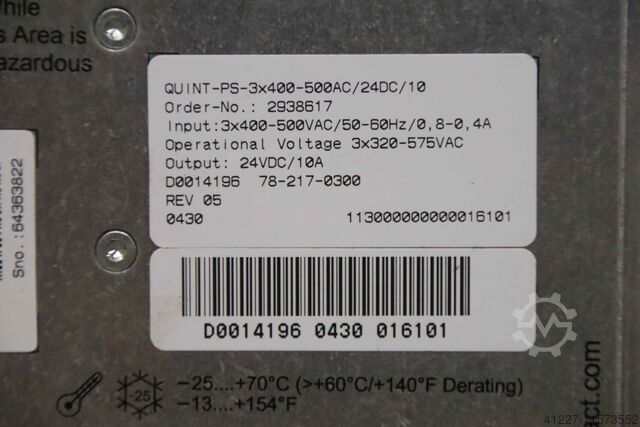 While
s Area is
azardous
QUINT-PS-3x400-500AC/24DC/10
Order-No.: 2938617
Input:3x400-500VAC/50-60Hz/0,8-0,4A
Operational Voltage 3x320-575VAC
Output: 24VDC/10A
D0014196 78-217-0300
REV 05
0430 113000000000016101
Sno.:64363822
D0014196 0430 016101
-25
–25....+70°C (>+60°C/+140°F Derating)
–13....+154°F
ct.com